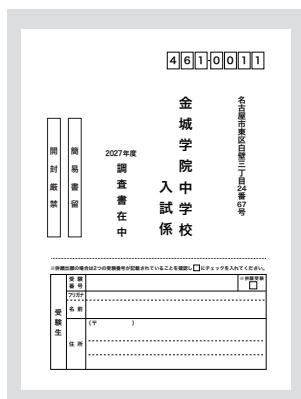 461-0011
名古屋市東区白壁三丁目24番67号
金城学院中学校
入試係
2027年度
調査書在中
簡易書留
開封厳禁
※併願出願の場合は2つの受験番号が記載されていることを確認し□にチェックを入れてください。
受験生
受験番号
※併願受験
フリガナ
名前
住所
(〒　　　　)